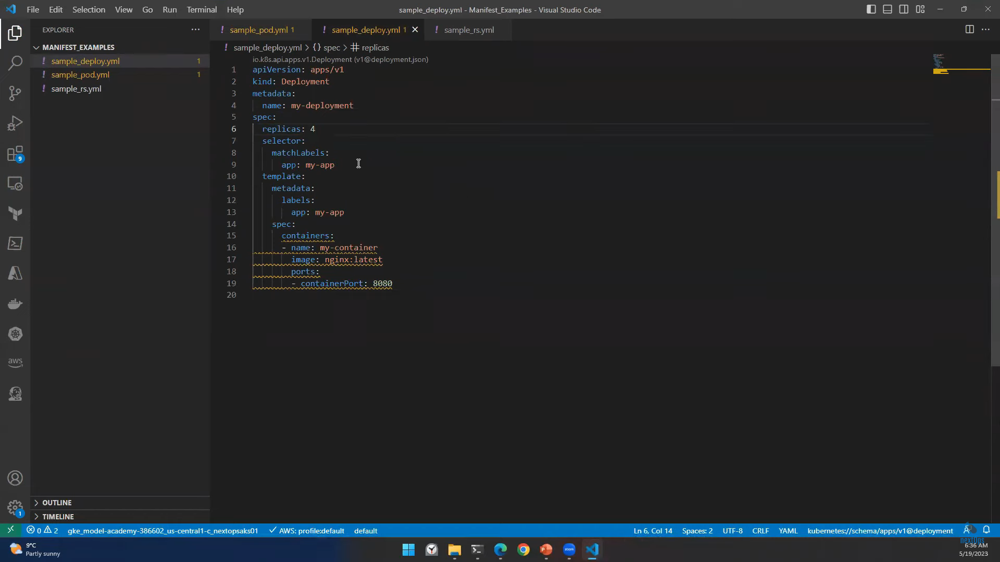 File Edit Selection View Go Run Terminal Help
sample_deploy.yml - Manifest_Examples - Visual Studio Code
EXPLORER
MANIFEST_EXAMPLES
! sample_deploy.yml 1
! sample_pod.yml 1
! sample_rs.yml
OUTLINE
TIMELINE
9
aws
1
! sample_pod.yml 1
! sample_deploy.yml 1
! sample_rs.yml
! sample_deploy.yml > {} spec > # replicas
io.k8s.api.apps.v1.Deployment (v1@deployment.json)
1 apiVersion: apps/v1
2 kind: Deployment
3 metadata:
4 name: my-deployment
5 spec:
6 replicas: 4
7 selector:
8 matchLabels:
9 app: my-app
10 template:
11 metadata:
12 labels:
13 app: my-app
14 spec:
15 containers:
16 - name: my-container
17 image: nginx:latest
18 ports:
19 - containerPort: 8080
20
0 2 gke_model-academy-386602_us-central1-c_nextopsaks01 AWS: profile:default default
Ln 6, Col 14 Spaces: 2 UTF-8 CRLF YAML kubernetes://schema/apps/v1@deployment
9°C
Partly sunny
zoom
nextOps
6:36 AM
5/19/2023